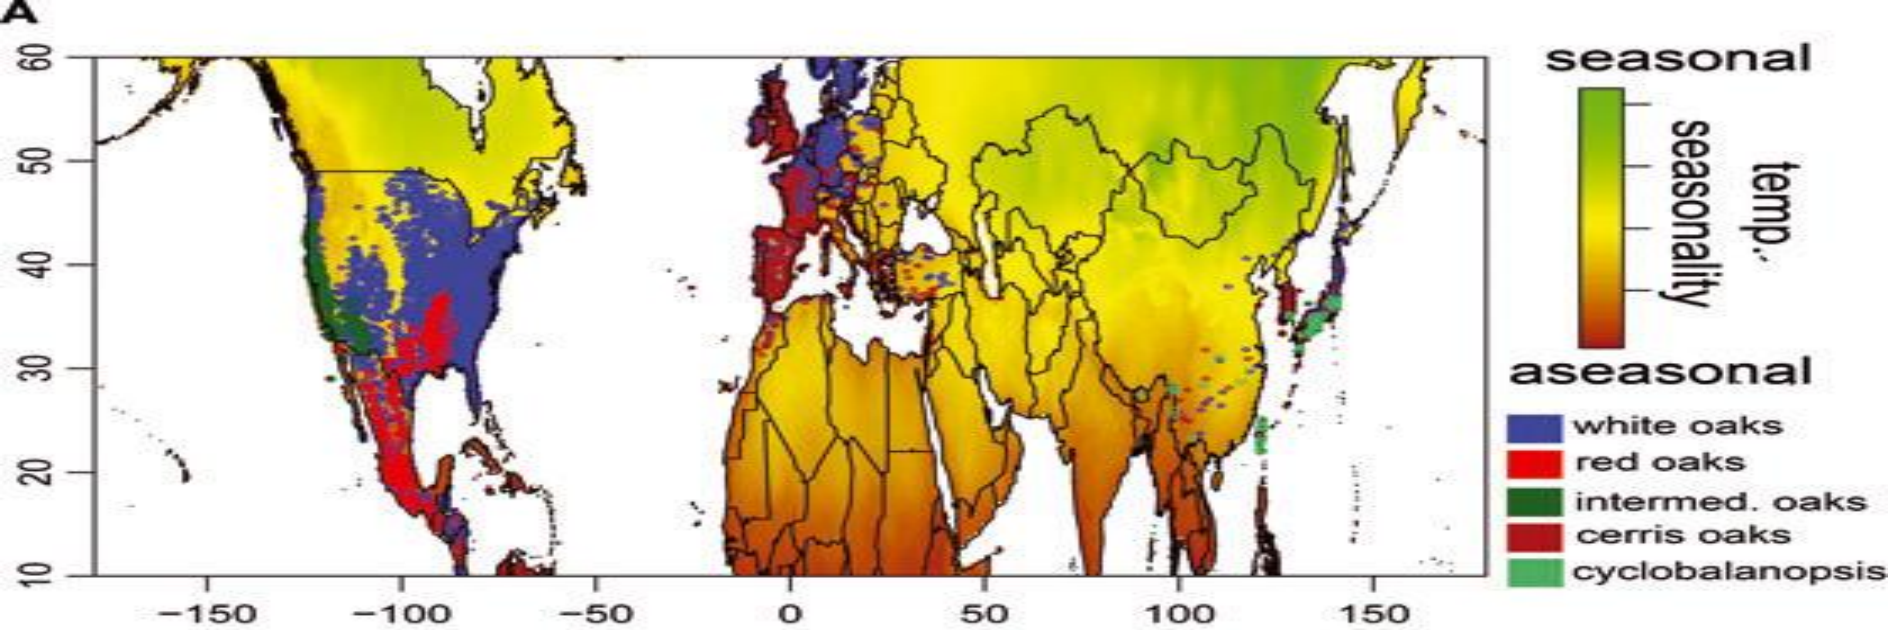 A
60
50
40
30
20
10
−150
−100
−50
0
50
100
150
seasonal
temp.
seasonality
aseasonal
white oaks
red oaks
intermed. oaks
cerris oaks
cyclobalanopsis